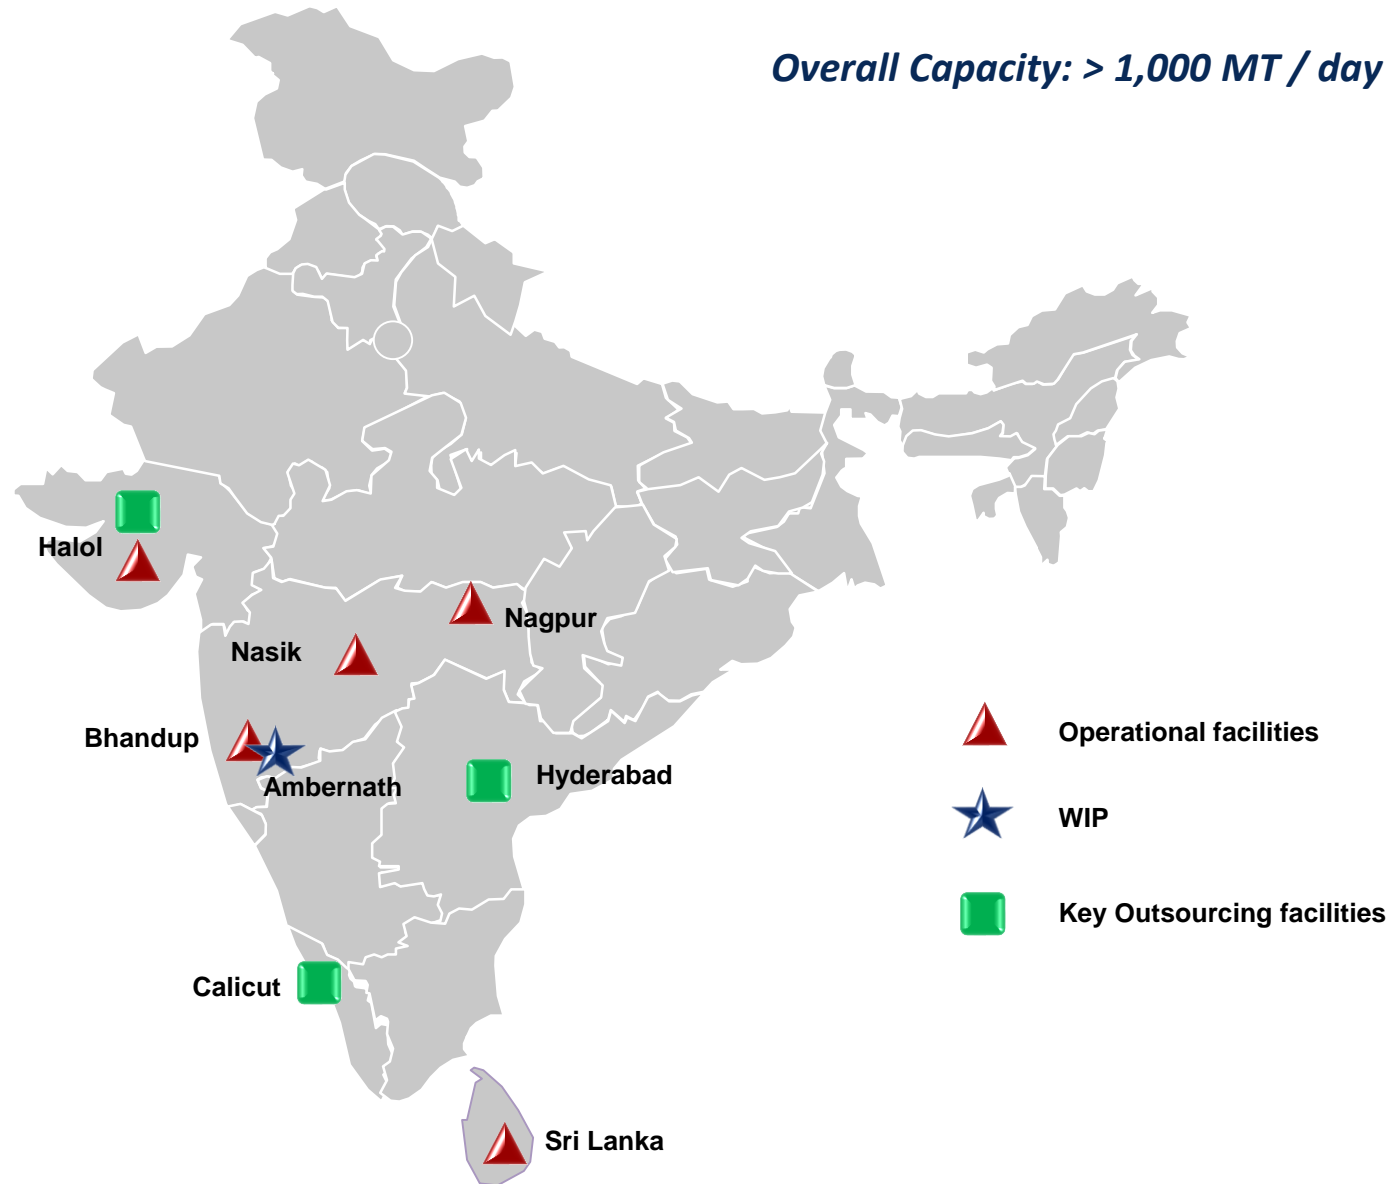 Overall Capacity: > 1,000 MT / day
Halol
Nagpur
Nasik
Bhandup
Ambernath
Hyderabad
Calicut
Sri Lanka
Operational facilities
WIP
Key Outsourcing facilities